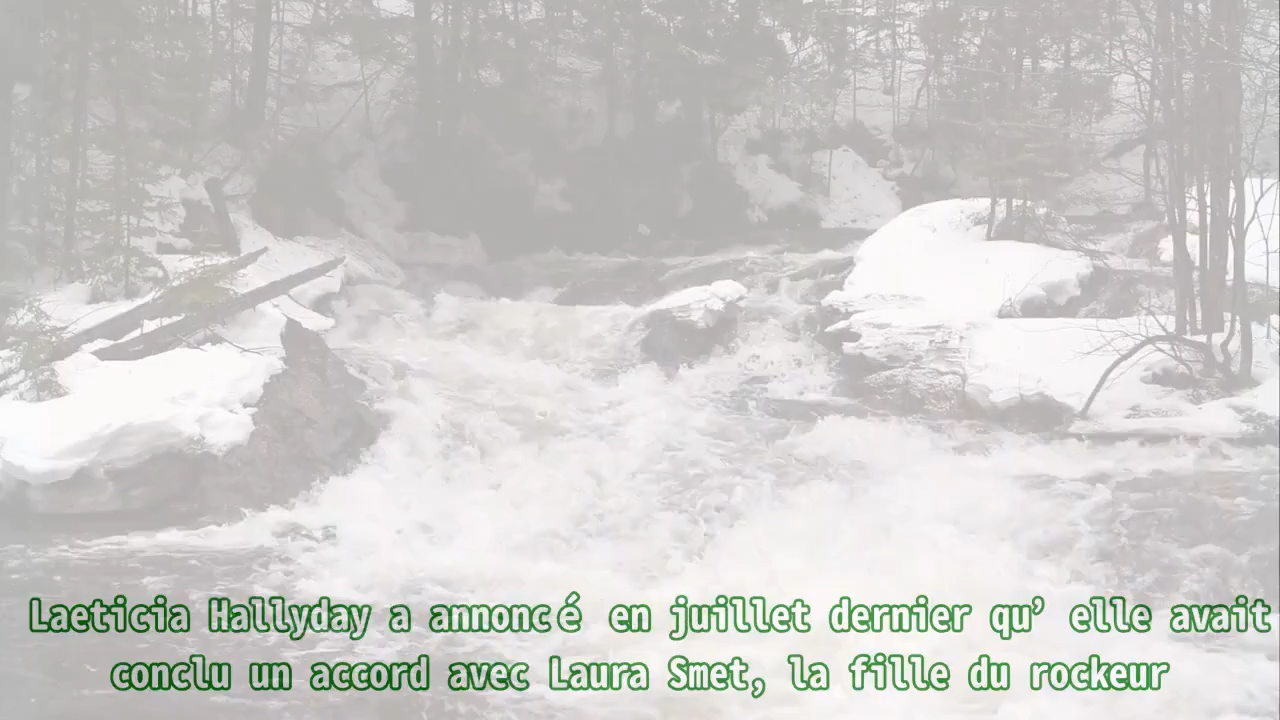 Laeticia Hallyday a annoncé en juillet dernier qu’ elle avait
conclu un accord avec Laura Smet, la fille du rockeur